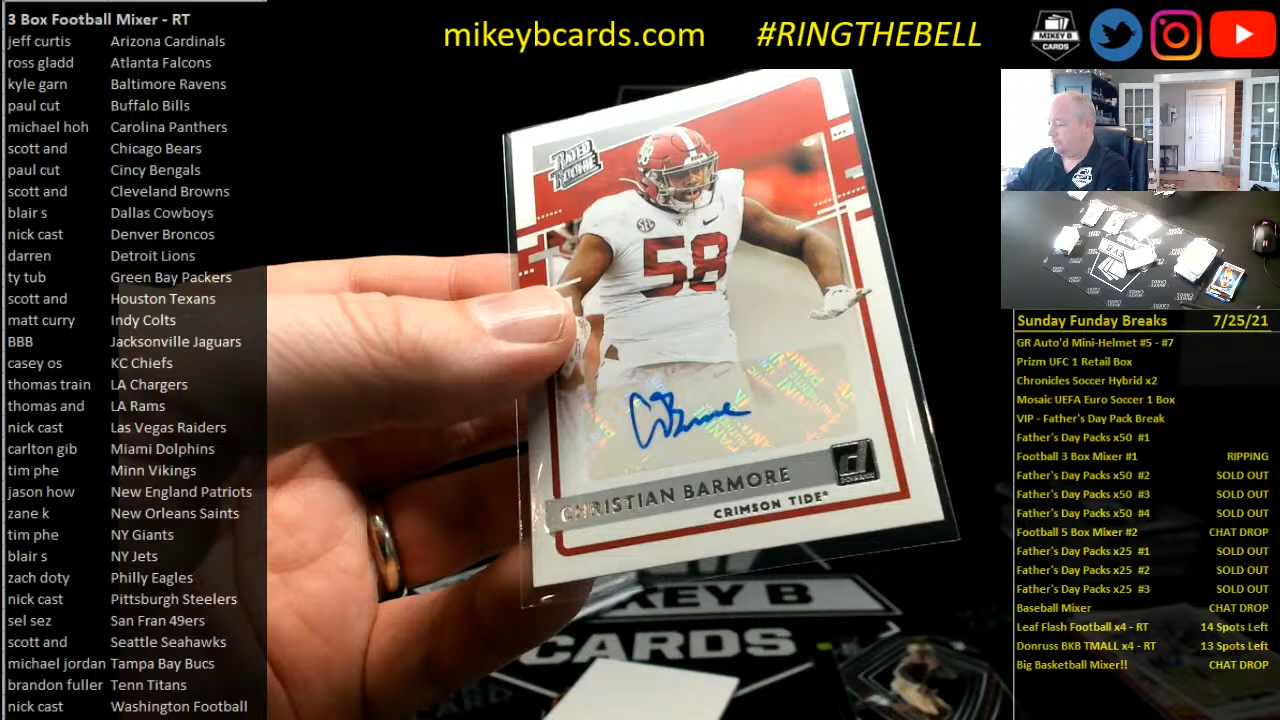 3 Box Football Mixer - RT
jeff curtis Arizona Cardinals
ross gladd Atlanta Falcons
kyle garn Baltimore Ravens
paul cut Buffalo Bills
michael hoh Carolina Panthers
scott and Chicago Bears
paul cut Cincy Bengals
scott and Cleveland Browns
blair s Dallas Cowboys
nick cast Denver Broncos
darren Detroit Lions
ty tub Green Bay Packers
scott and Houston Texans
matt curry Indy Colts
BBB Jacksonville Jaguars
casey os KC Chiefs
thomas train LA Chargers
thomas and LA Rams
nick cast Las Vegas Raiders
carlton gib Miami Dolphins
tim phe Minn Vikings
jason how New England Patriots
zane k New Orleans Saints
tim phe NY Giants
blair s NY Jets
zach doty Philly Eagles
nick cast Pittsburgh Steelers
sel sez San Fran 49ers
scott and Seattle Seahawks
michael jordan Tampa Bay Bucs
brandon fuller Tenn Titans
nick cast Washington Football
mikeybcards.com #RINGTHEBELL
MIKEY B
CARDS
RATED
ROOKIE
58
SEC
58
CHRISTIAN BARMORE
CRIMSON TIDE
DONRUSS
MIKEY B
CARDS
Sunday Funday Breaks 7/25/21
GR Auto'd Mini-Helmet #5 - #7
Prizm UFC 1 Retail Box
Chronicles Soccer Hybrid x2
Mosaic UEFA Euro Soccer 1 Box
VIP - Father's Day Pack Break
Father's Day Packs x50 #1
Football 3 Box Mixer #1 RIPPING
Father's Day Packs x50 #2 SOLD OUT
Father's Day Packs x50 #3 SOLD OUT
Father's Day Packs x50 #4 SOLD OUT
Football 5 Box Mixer #2 CHAT DROP
Father's Day Packs x25 #1 SOLD OUT
Father's Day Packs x25 #2 SOLD OUT
Father's Day Packs x25 #3 SOLD OUT
Baseball Mixer CHAT DROP
Leaf Flash Football x4 - RT 14 Spots Left
Donruss BKB TMALL x4 - RT 13 Spots Left
Big Basketball Mixer!! CHAT DROP